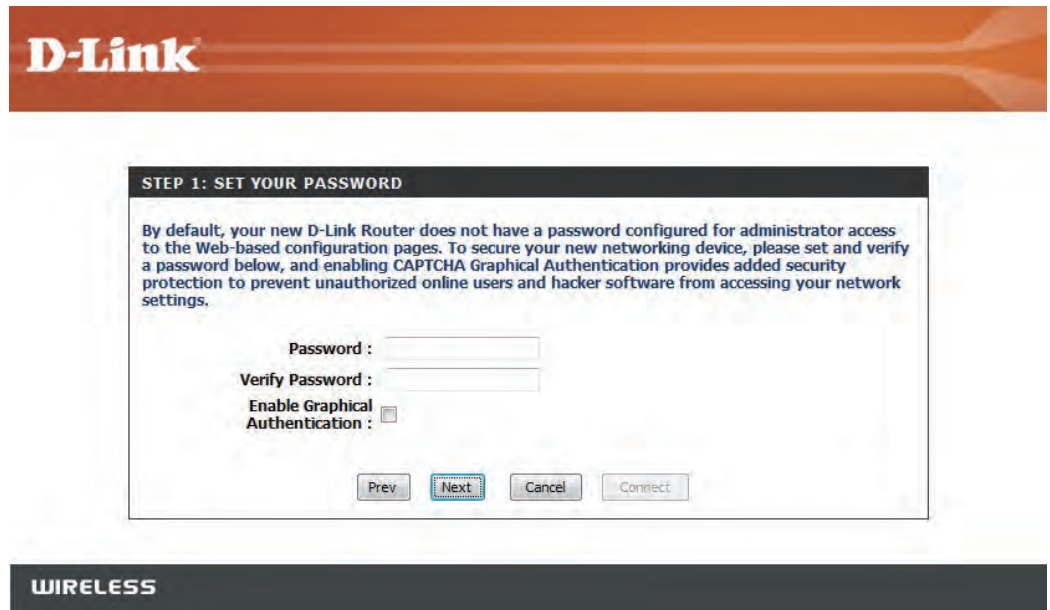 D-Link
STEP 1: SET YOUR PASSWORD
By default, your new D-Link Router does not have a password configured for administrator access
to the Web-based configuration pages. To secure your new networking device, please set and verify
a password below, and enabling CAPTCHA Graphical Authentication provides added security
protection to prevent unauthorized online users and hacker software from accessing your network
settings.
Password :
Verify Password :
Enable Graphical
Authentication :
Prev Next Cancel Connect
WIRELESS